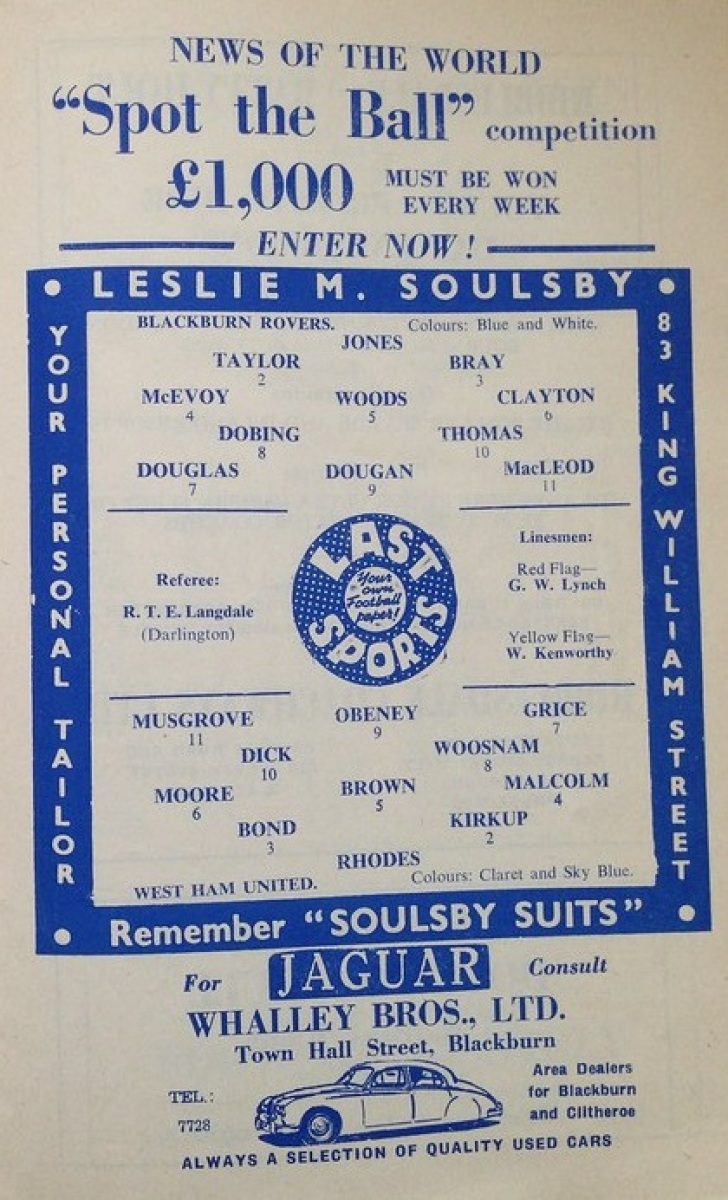 NEWS OF THE WORLD
"Spot the Ball" competition
£1,000 MUST BE WON
EVERY WEEK
ENTER NOW!
• LESLIE M. SOULSBY •
YOUR PERSONAL TAILOR
83 KING WILLIAM STREET
BLACKBURN ROVERS. Colours: Blue and White.
JONES
TAYLOR BRAY
2 3
McEVOY WOODS CLAYTON
4 5 6
DOBING THOMAS
8 10
DOUGLAS DOUGAN MacLEOD
7 9 11
Referee:
R. T. E. Langdale
(Darlington)
LAST
Your
own
Football
paper!
SPORTS
Linesmen:
Red Flag—
G. W. Lynch
Yellow Flag—
W. Kenworthy
MUSGROVE OBENEY GRICE
11 9 7
DICK WOOSNAM
10 8
MOORE BROWN MALCOLM
6 5 4
BOND KIRKUP
3 2
RHODES
WEST HAM UNITED. Colours: Claret and Sky Blue.
• Remember "SOULSBY SUITS" •
For JAGUAR Consult
WHALLEY BROS., LTD.
Town Hall Street, Blackburn
TEL.:
7728
Area Dealers
for Blackburn
and Clitheroe
ALWAYS A SELECTION OF QUALITY USED CARS